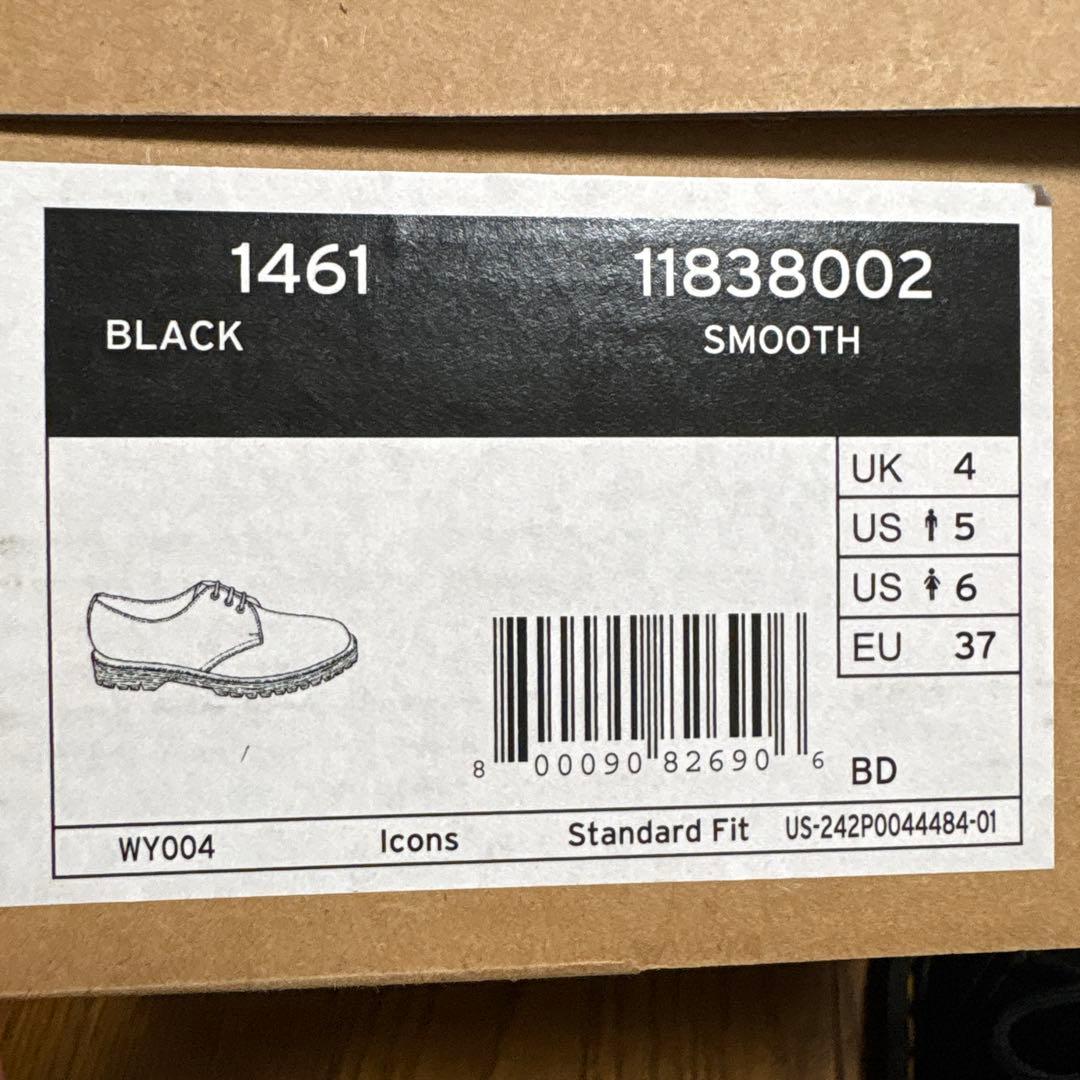 1461 11838002
BLACK SMOOTH
UK 4
US 5
US 6
EU 37
8 00090 82690 6
BD
WY004 Icons Standard Fit US-242P0044484-01